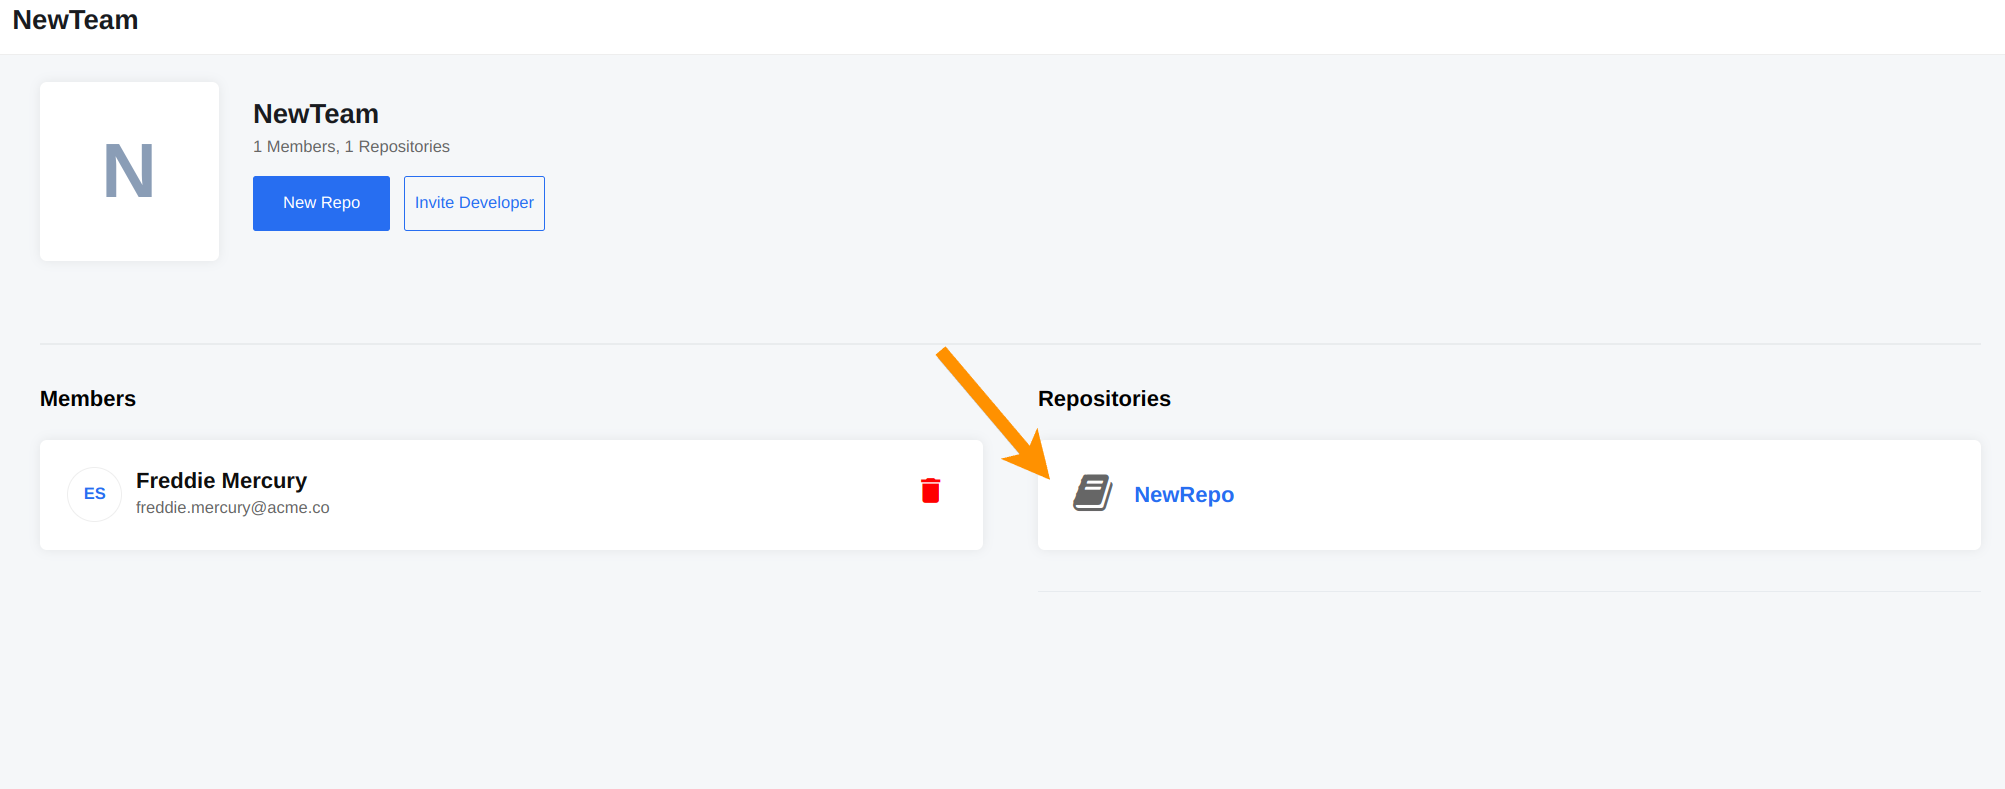 NewTeam
N
NewTeam
1 Members, 1 Repositories
New Repo
Invite Developer
Members
ES
Freddie Mercury
freddie.mercury@acme.co
Repositories
NewRepo